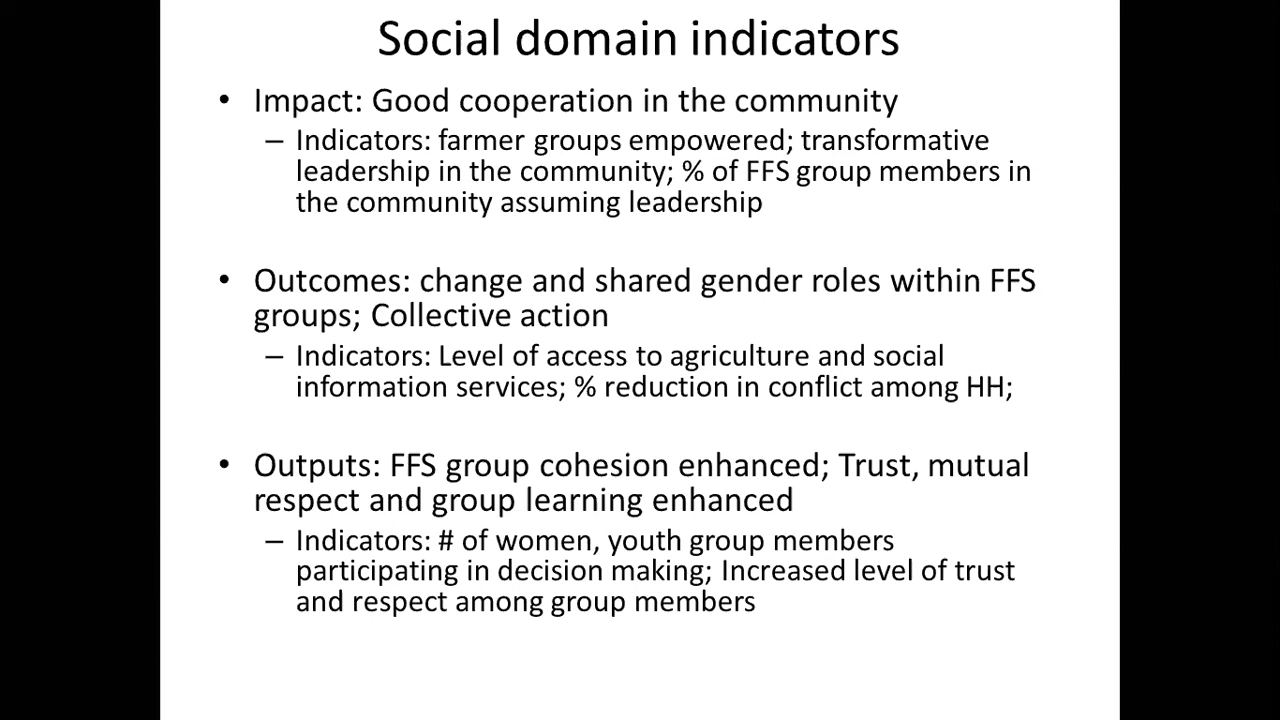 Social domain indicators
• Impact: Good cooperation in the community
– Indicators: farmer groups empowered; transformative
leadership in the community; % of FFS group members in
the community assuming leadership
• Outcomes: change and shared gender roles within FFS
groups; Collective action
– Indicators: Level of access to agriculture and social
information services; % reduction in conflict among HH;
• Outputs: FFS group cohesion enhanced; Trust, mutual
respect and group learning enhanced
– Indicators: # of women, youth group members
participating in decision making; Increased level of trust
and respect among group members